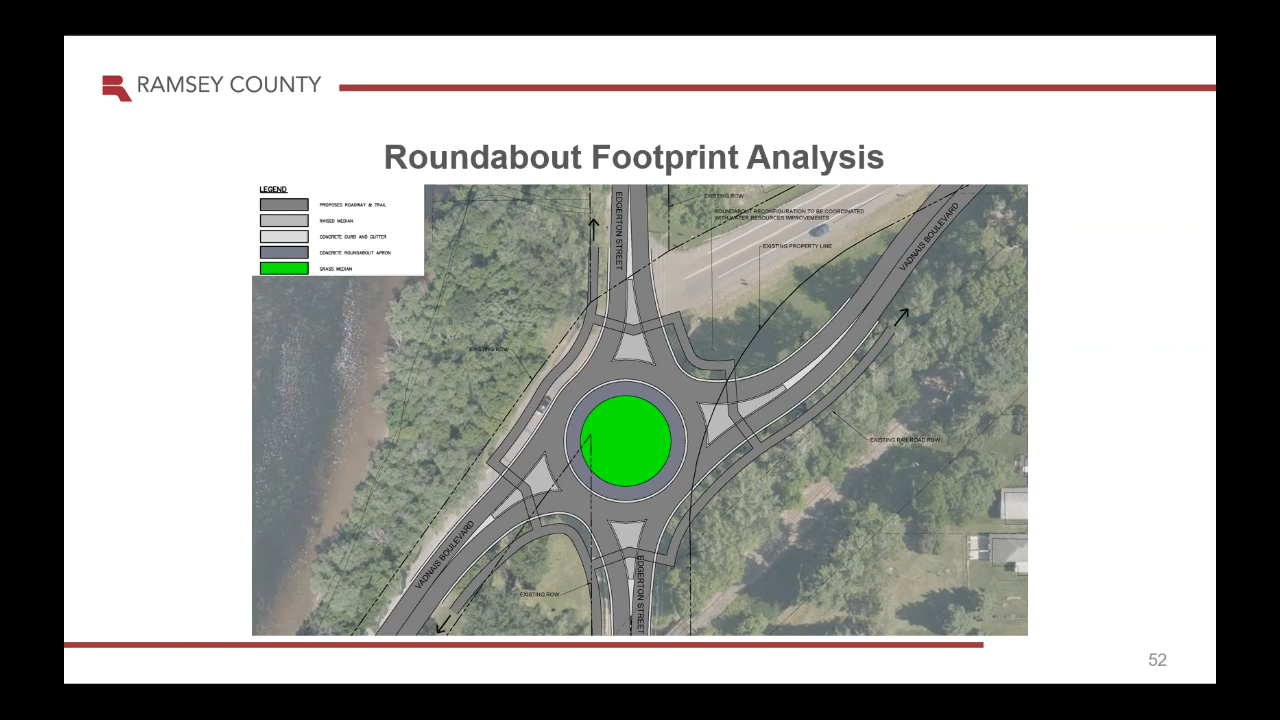 RAMSEY COUNTY
Roundabout Footprint Analysis
LEGEND
PROPOSED ROADWAY & TRAIL
RAISED MEDIAN
CONCRETE CURB AND GUTTER
CONCRETE ROUNDABOUT APRON
GRASS MEDIAN
EDGERTON STREET
EXISTING ROW
ROUNDABOUT RECONFIGURATION TO BE COORDINATED
WITH WATER RESOURCES IMPROVEMENTS
EXISTING PROPERTY LINE
VADNAIS BOULEVARD
EXISTING ROW
EXISTING RAIL ROAD ROW
VADNAIS BOULEVARD
EXISTING ROW
EDGERTON STREET
52